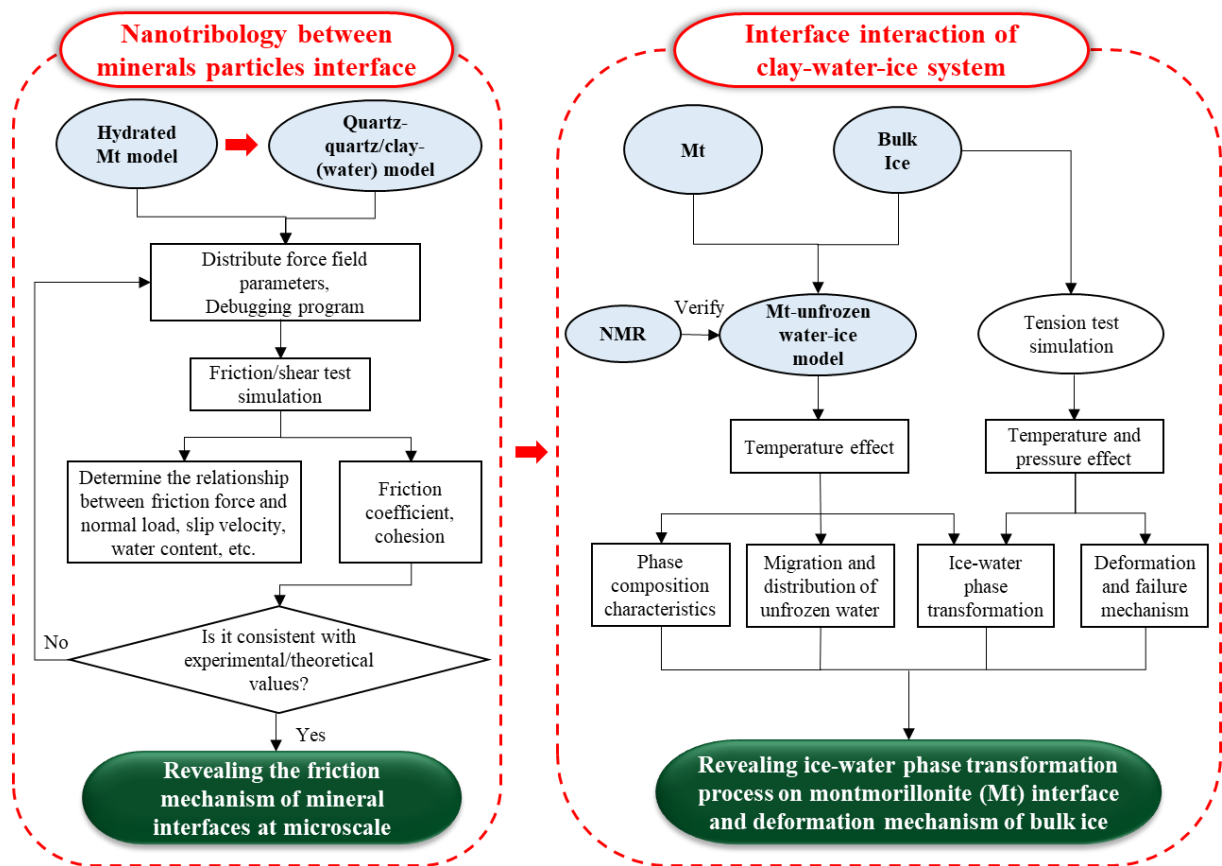 Nanotribology between
minerals particles interface
Hydrated
Mt model
Quartz-
quartz/clay-
(water) model
Distribute force field
parameters,
Debugging program
Friction/shear test
simulation
Determine the relationship
between friction force and
normal load, slip velocity,
water content, etc.
Friction
coefficient,
cohesion
Is it consistent with
experimental/theoretical
values?
No
Yes
Revealing the friction
mechanism of mineral
interfaces at microscale
Interface interaction of
clay-water-ice system
Mt
Bulk
Ice
NMR
Verify
Mt-unfrozen
water-ice
model
Tension test
simulation
Temperature effect
Temperature and
pressure effect
Phase
composition
characteristics
Migration and
distribution of
unfrozen water
Ice-water
phase
transformation
Deformation
and failure
mechanism
Revealing ice-water phase transformation
process on montmorillonite (Mt) interface
and deformation mechanism of bulk ice